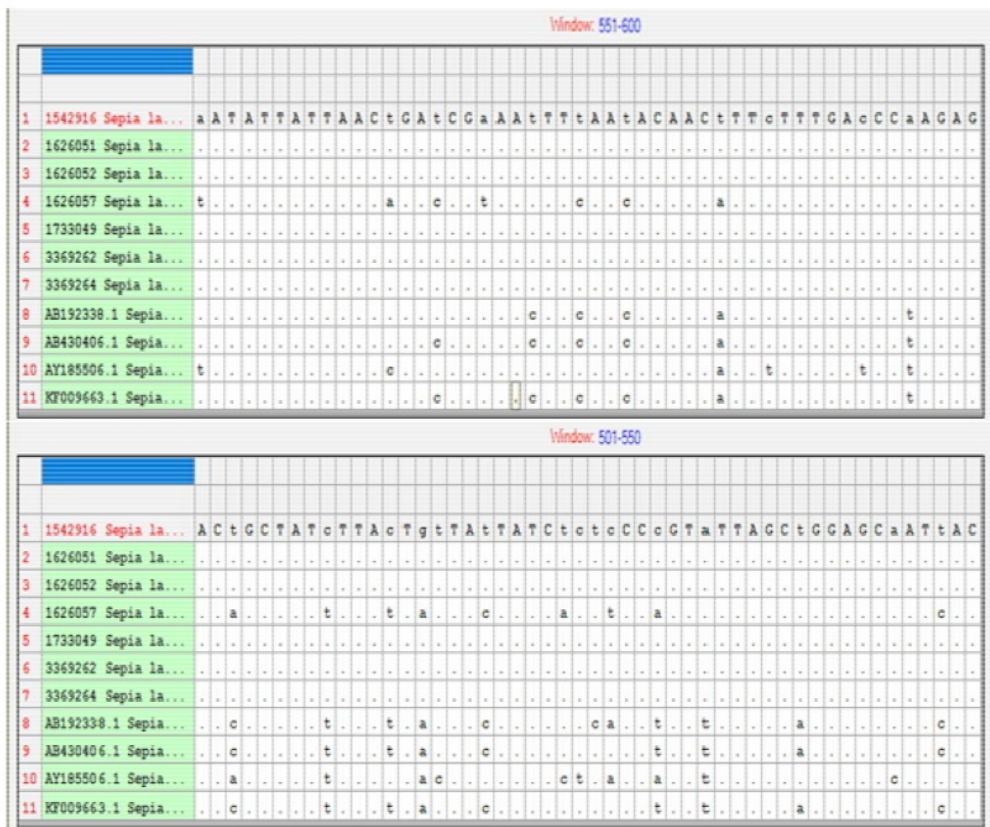 Window: 551-600
1 1542916 Sepia la... a A T A T T A T T A A C t G A t C G a A A t T T t A A t A C A A C t T T c T T T G A c C C a A G A G
2 1626051 Sepia la... . . . . . . . . . . . . . . . . . . . . . . . . . . . . . . . . . . . . . . . . . . . . . . . . . .
3 1626052 Sepia la... . . . . . . . . . . . . . . . . . . . . . . . . . . . . . . . . . . . . . . . . . . . . . . . . . .
4 1626057 Sepia la... t . . . . . . . . . . . a . . c . . t . . . . . c . . c . . . . . a . . . . . . . . . . . . . . . .
5 1733049 Sepia la... . . . . . . . . . . . . . . . . . . . . . . . . . . . . . . . . . . . . . . . . . . . . . . . . . .
6 3369262 Sepia la... . . . . . . . . . . . . . . . . . . . . . . . . . . . . . . . . . . . . . . . . . . . . . . . . . .
7 3369264 Sepia la... . . . . . . . . . . . . . . . . . . . . . . . . . . . . . . . . . . . . . . . . . . . . . . . . . .
8 AB192338.1 Sepia... . . . . . . . . . . . . . . . . . . . . . c . . c . . c . . . . . a . . . . . . . . . . . t . . . .
9 AB430406.1 Sepia... . . . . . . . . . . . . . . . c . . . . . c . . c . . c . . . . . a . . . . . . . . . . . t . . . .
10 AY185506.1 Sepia... t . . . . . . . . . . . c . . . . . . . . . . . . . . . . . . . . a . . t . . . . . t . . t . . . .
11 KF009663.1 Sepia... . . . . . . . . . . . . . . . c . . . . . c . . c . . c . . . . . a . . . . . . . . . . . t . . . .
Window: 501-550
1 1542916 Sepia la... A C t G C T A T c T T A c T g t T A t T A T C t c t c C C c G T a T T A G C t G G A G C a A T t A C
2 1626051 Sepia la... . . . . . . . . . . . . . . . . . . . . . . . . . . . . . . . . . . . . . . . . . . . . . . . . . .
3 1626052 Sepia la... . . . . . . . . . . . . . . . . . . . . . . . . . . . . . . . . . . . . . . . . . . . . . . . . . .
4 1626057 Sepia la... . . a . . . . . t . . . t . a . . . c . . . . a . . t . . a . . . . . . . . . . . . . . . . . c . .
5 1733049 Sepia la... . . . . . . . . . . . . . . . . . . . . . . . . . . . . . . . . . . . . . . . . . . . . . . . . . .
6 3369262 Sepia la... . . . . . . . . . . . . . . . . . . . . . . . . . . . . . . . . . . . . . . . . . . . . . . . . . .
7 3369264 Sepia la... . . . . . . . . . . . . . . . . . . . . . . . . . . . . . . . . . . . . . . . . . . . . . . . . . .
8 AB192338.1 Sepia... . . c . . . . . t . . . t . a . . . c . . . . . . c a . . t . . t . . . . . a . . . . . . . . c . .
9 AB430406.1 Sepia... . . c . . . . . t . . . t . a . . . c . . . . . . . . . . t . . t . . . . . a . . . . . . . . c . .
10 AY185506.1 Sepia... . . a . . . . . t . . . . . a c . . . . . . . c t . a . . a . . t . . . . . . . . . . . c . . . . .
11 KF009663.1 Sepia... . . c . . . . . t . . . t . a . . . c . . . . . . . . . . t . . t . . . . . a . . . . . . . . c . .